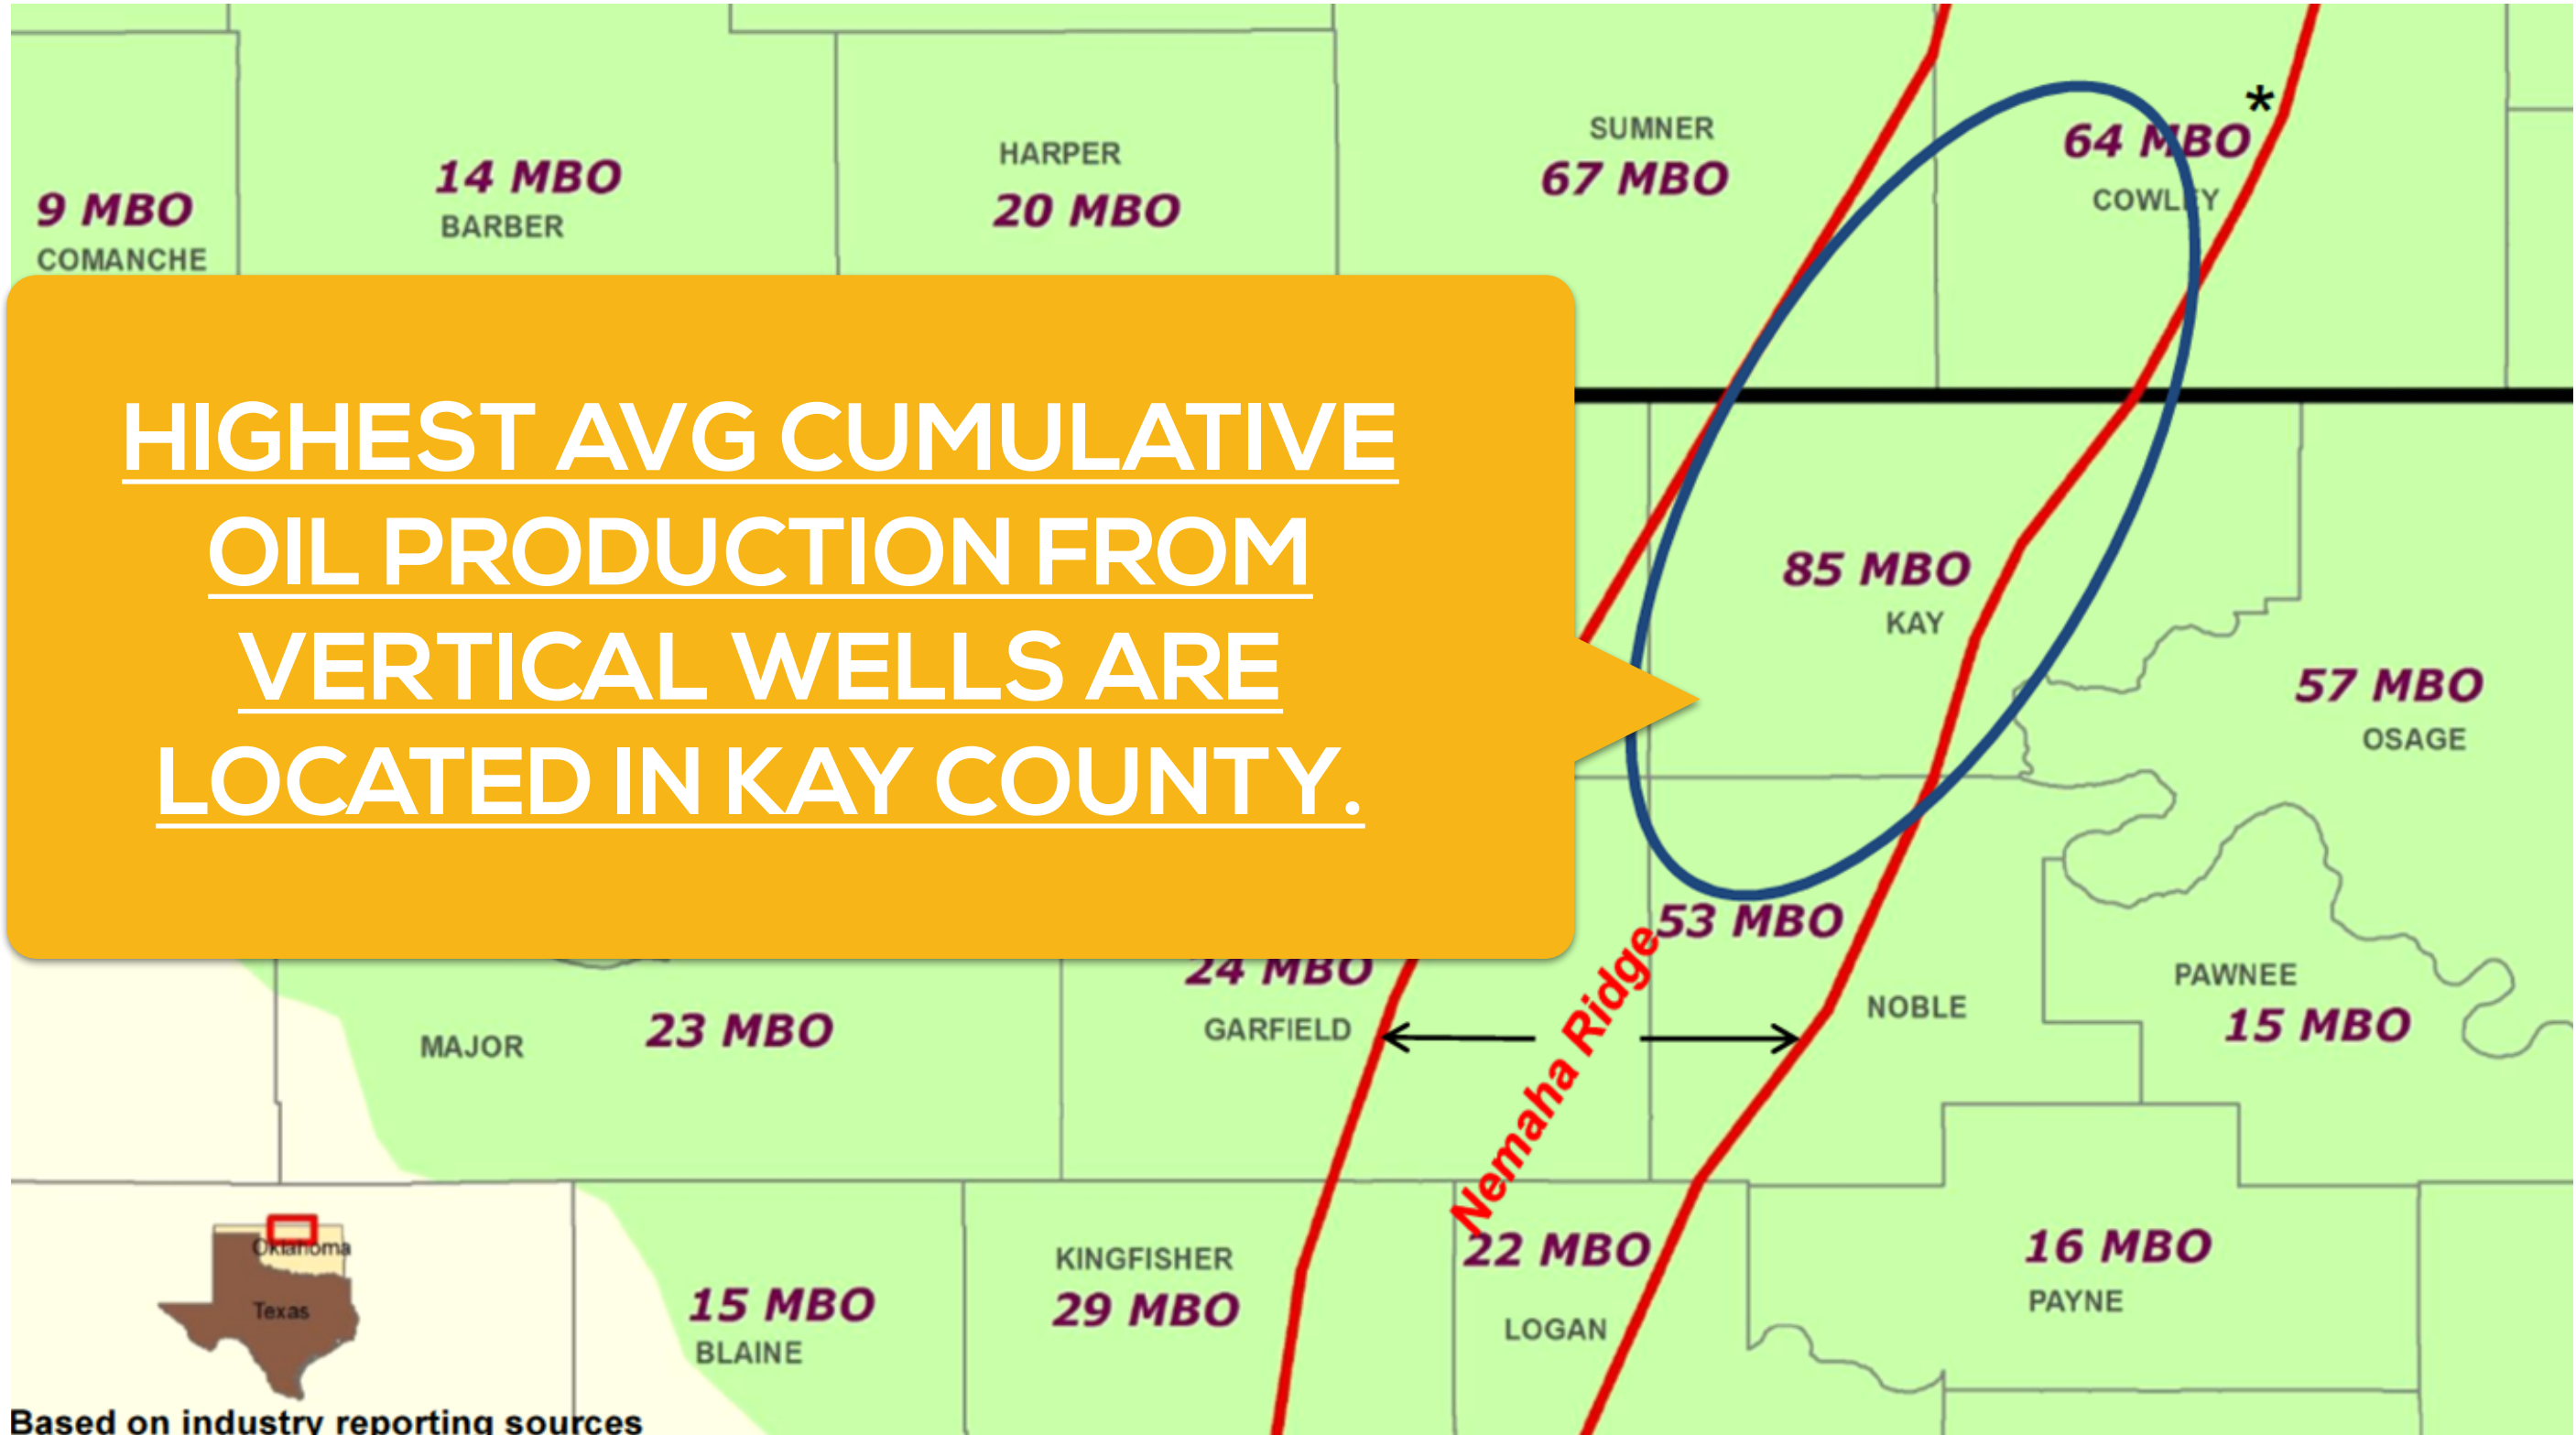 *
SUMNER
64 MBO
HARPER
14 MBO
67 MBO
COWLEY
9 MBO
20 MBO
BARBER
COMANCHE
HIGHEST AVG CUMULATIVE
OIL PRODUCTION FROM
VERTICAL WELLS ARE
LOCATED IN KAY COUNTY.
85 MBO
KAY
57 MBO
OSAGE
53 MBO
24 MBO
PAWNEE
NOBLE
15 MBO
GARFIELD
23 MBO
MAJOR
Nemaha Ridge
Oklahoma
Texas
22 MBO
16 MBO
KINGFISHER
PAYNE
15 MBO
29 MBO
LOGAN
BLAINE
Based on industry reporting sources